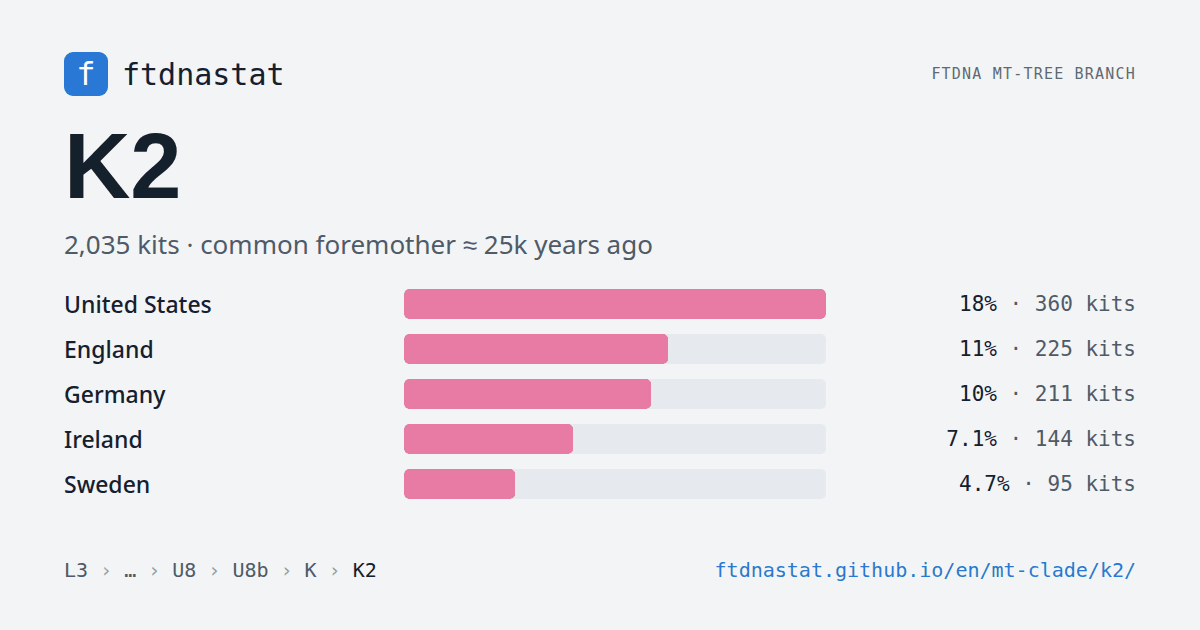 f ftdnastat
FTDNA MT-TREE BRANCH
K2
2,035 kits · common foremother ≈ 25k years ago
United States 18% · 360 kits
England 11% · 225 kits
Germany 10% · 211 kits
Ireland 7.1% · 144 kits
Sweden 4.7% · 95 kits
L3 › … › U8 › U8b › K › K2
ftdnastat.github.io/en/mt-clade/k2/